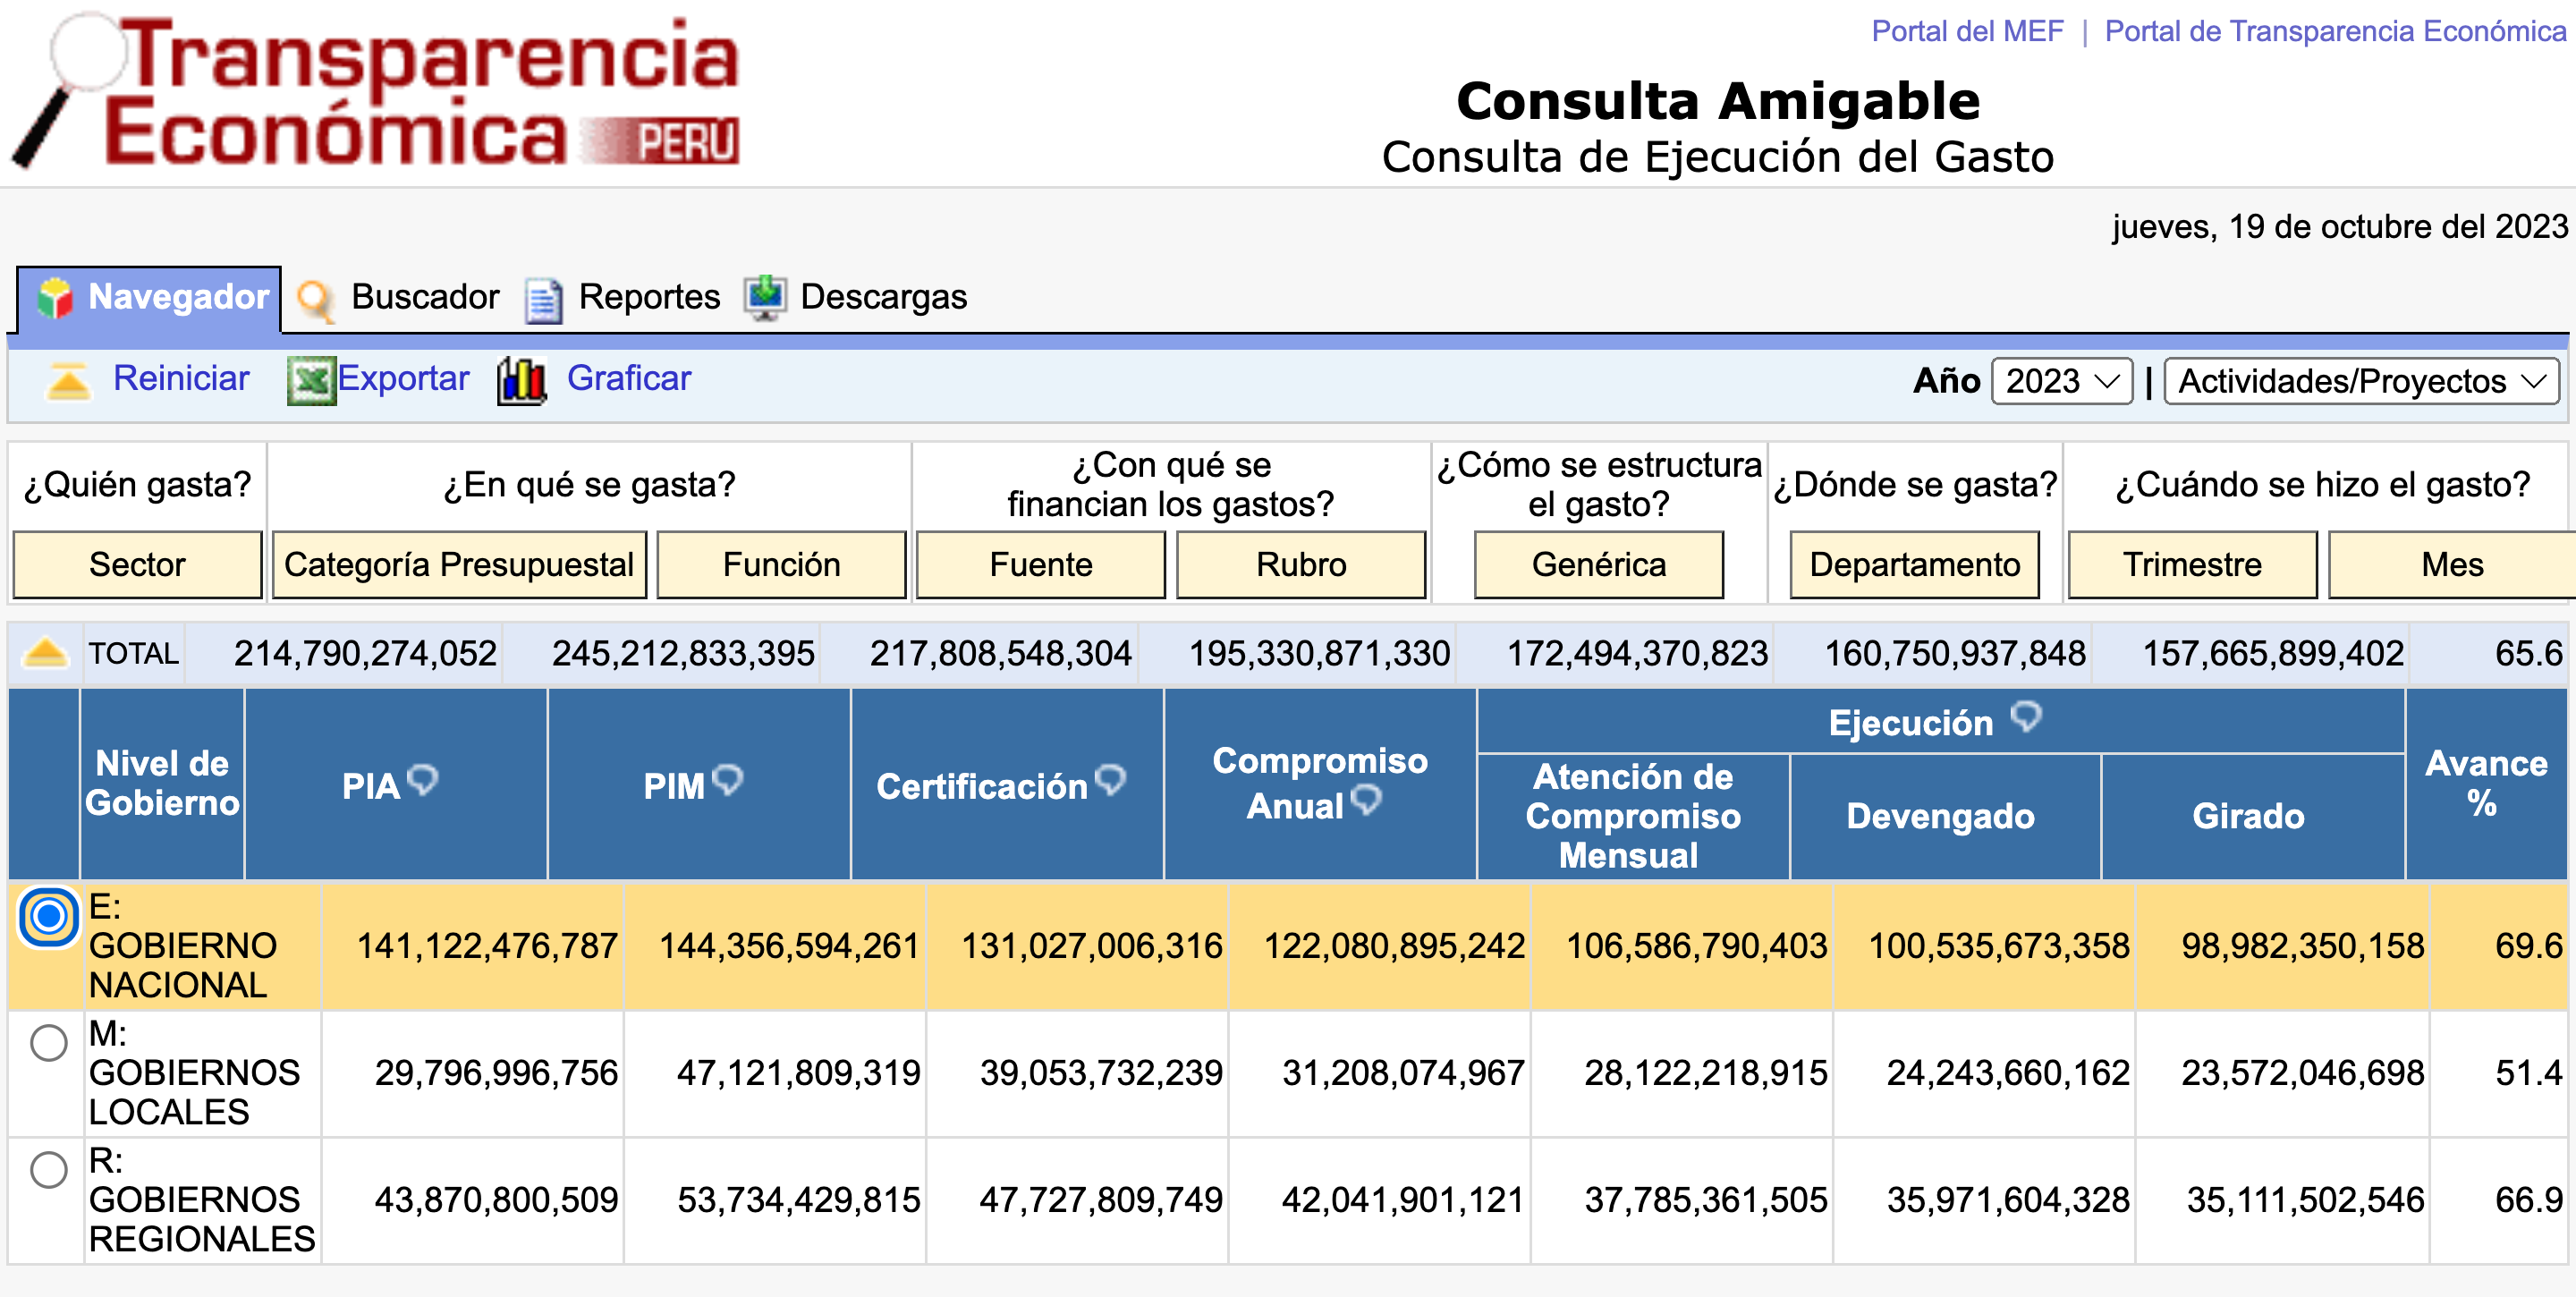 Transparencia
Económica PERU
Portal del MEF | Portal de Transparencia Económica
Consulta Amigable
Consulta de Ejecución del Gasto
jueves, 19 de octubre del 2023
Navegador Buscador Reportes Descargas
Reiniciar Exportar Graficar Año 2023 | Actividades/Proyectos
¿Quién gasta?
Sector
¿En qué se gasta?
Categoría Presupuestal Función
¿Con qué se
financian los gastos?
Fuente Rubro
¿Cómo se estructura
el gasto?
Genérica
¿Dónde se gasta?
Departamento
¿Cuándo se hizo el gasto?
Trimestre Mes
TOTAL 214,790,274,052 245,212,833,395 217,808,548,304 195,330,871,330 172,494,370,823 160,750,937,848 157,665,899,402 65.6
Nivel de
Gobierno
PIA
PIM
Certificación
Compromiso
Anual
Ejecución
Atención de
Compromiso
Mensual
Devengado
Girado
Avance
%
E:
GOBIERNO
NACIONAL
141,122,476,787 144,356,594,261 131,027,006,316 122,080,895,242 106,586,790,403 100,535,673,358 98,982,350,158 69.6
M:
GOBIERNOS
LOCALES
29,796,996,756 47,121,809,319 39,053,732,239 31,208,074,967 28,122,218,915 24,243,660,162 23,572,046,698 51.4
R:
GOBIERNOS
REGIONALES
43,870,800,509 53,734,429,815 47,727,809,749 42,041,901,121 37,785,361,505 35,971,604,328 35,111,502,546 66.9